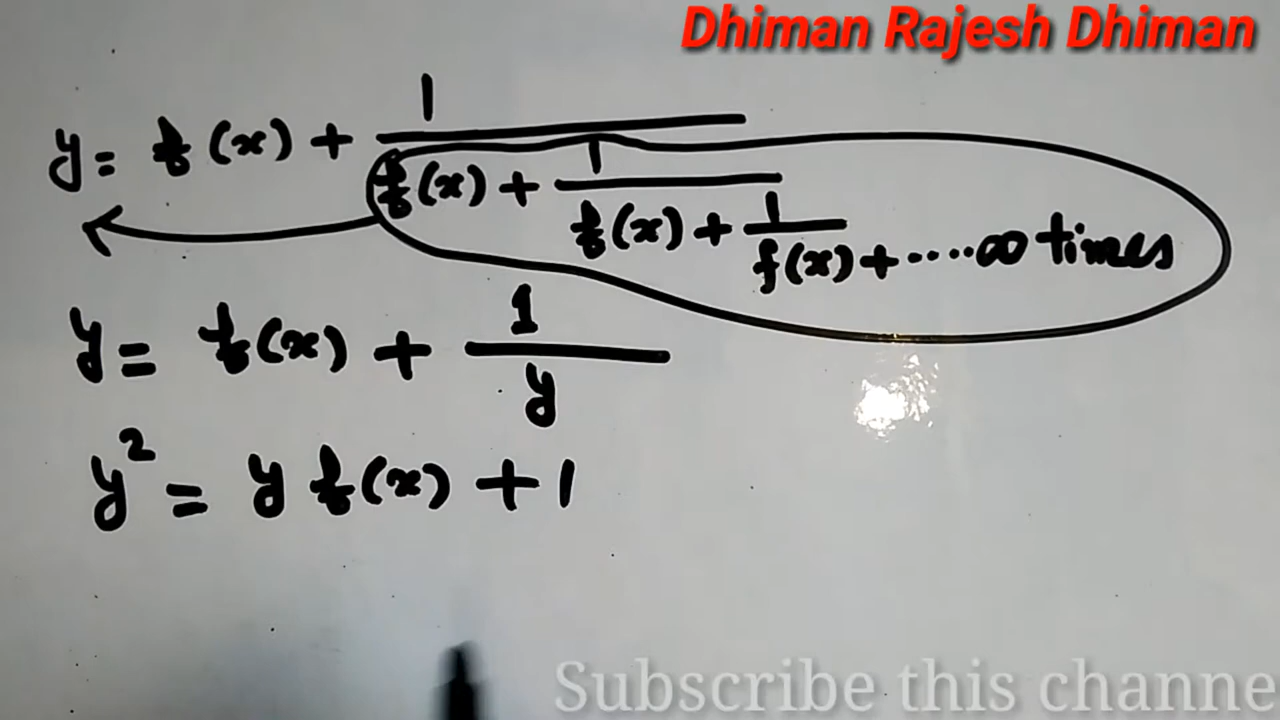 Dhiman Rajesh Dhiman
y = f(x) + 1
f(x) + 1
f(x) + 1
f(x) + ..... ∞ times
y = f(x) + 1
y
y² = y f(x) + 1
Subscribe this channe